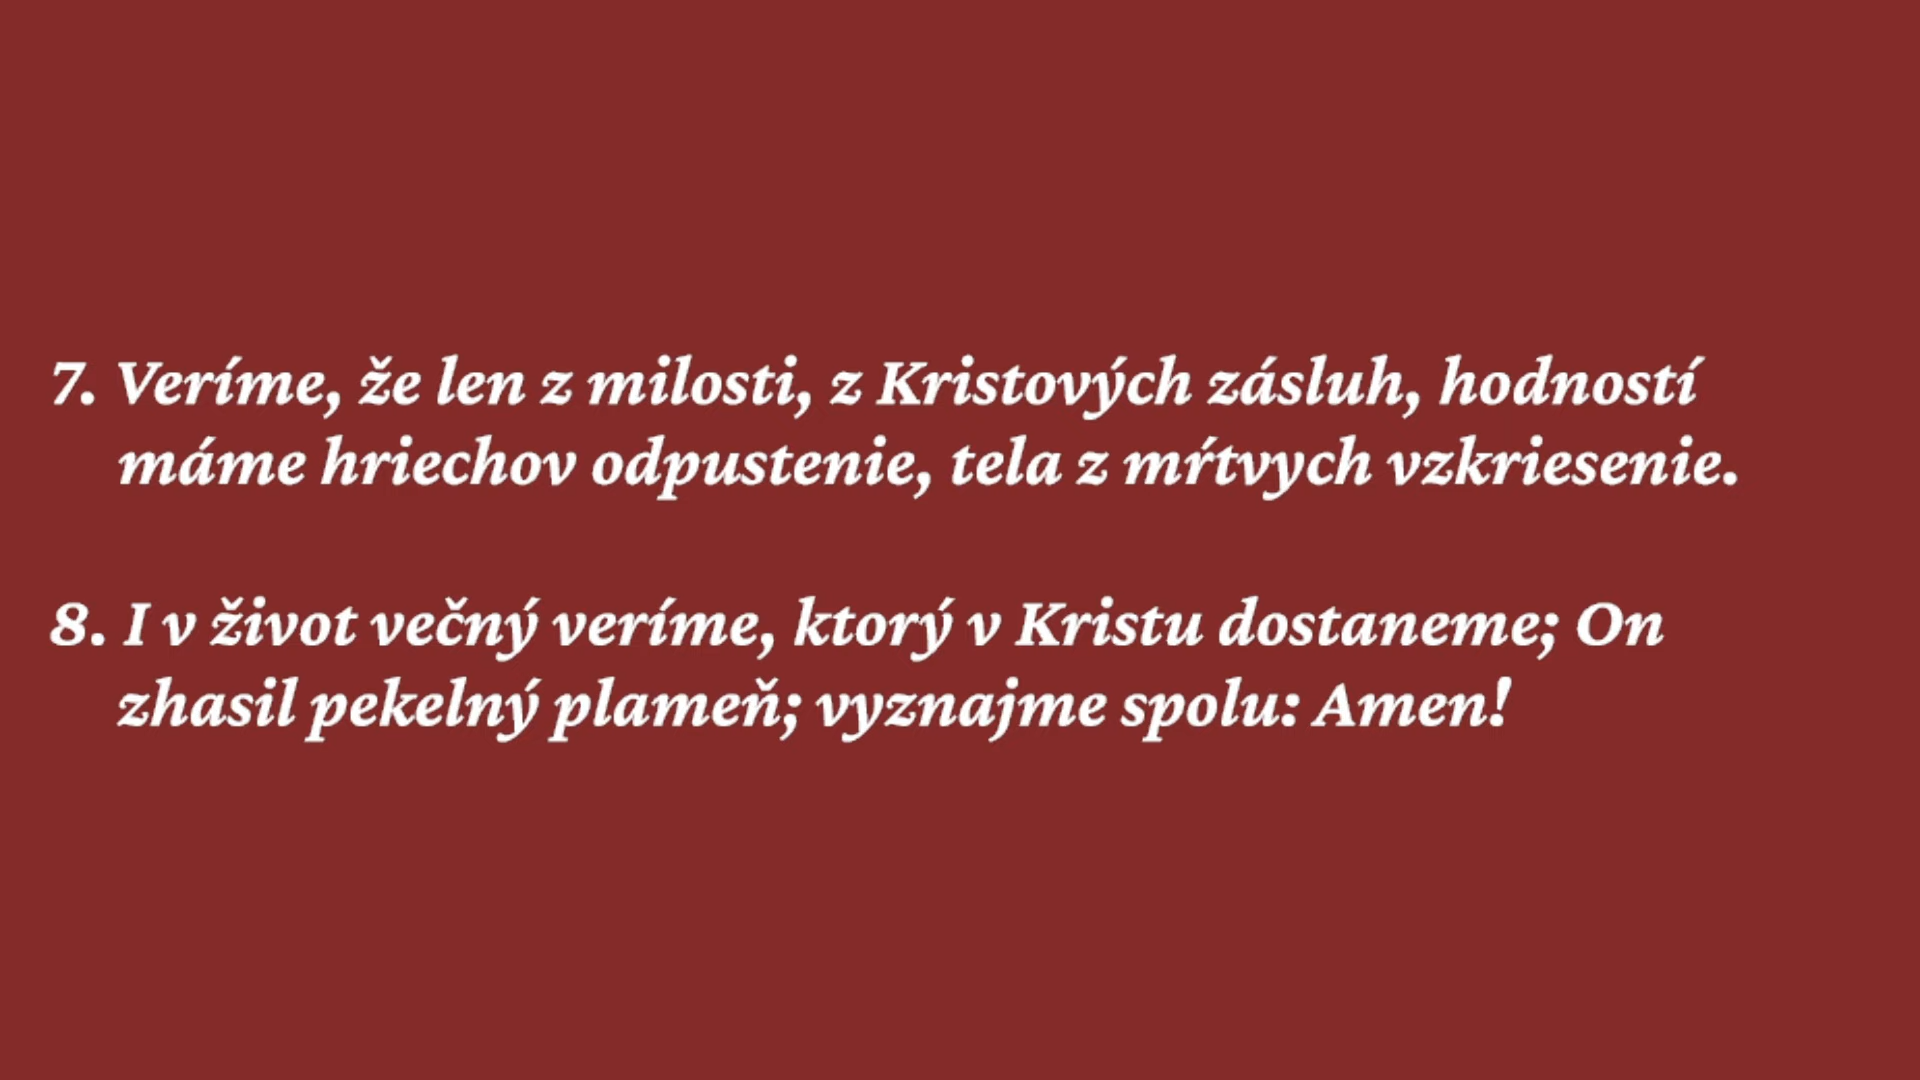 7. Veríme, že len z milosti, z Kristových zásluh, hodností
máme hriechov odpustenie, tela z mŕtvych vzkriesenie.
8. I v život večný veríme, ktorý v Kristu dostaneme; On
zhasil pekelný plameň; vyznajme spolu: Amen!